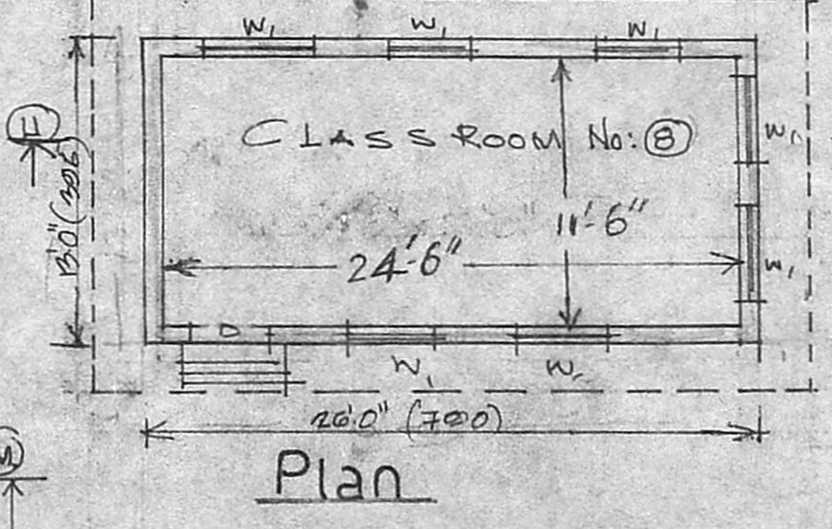 W1 W1 W1
CLASS ROOM No: 8
W1
13'.0" (396)
11'-6"
24'-6"
W1
D
W1 W1
26'.0" (790)
Plan